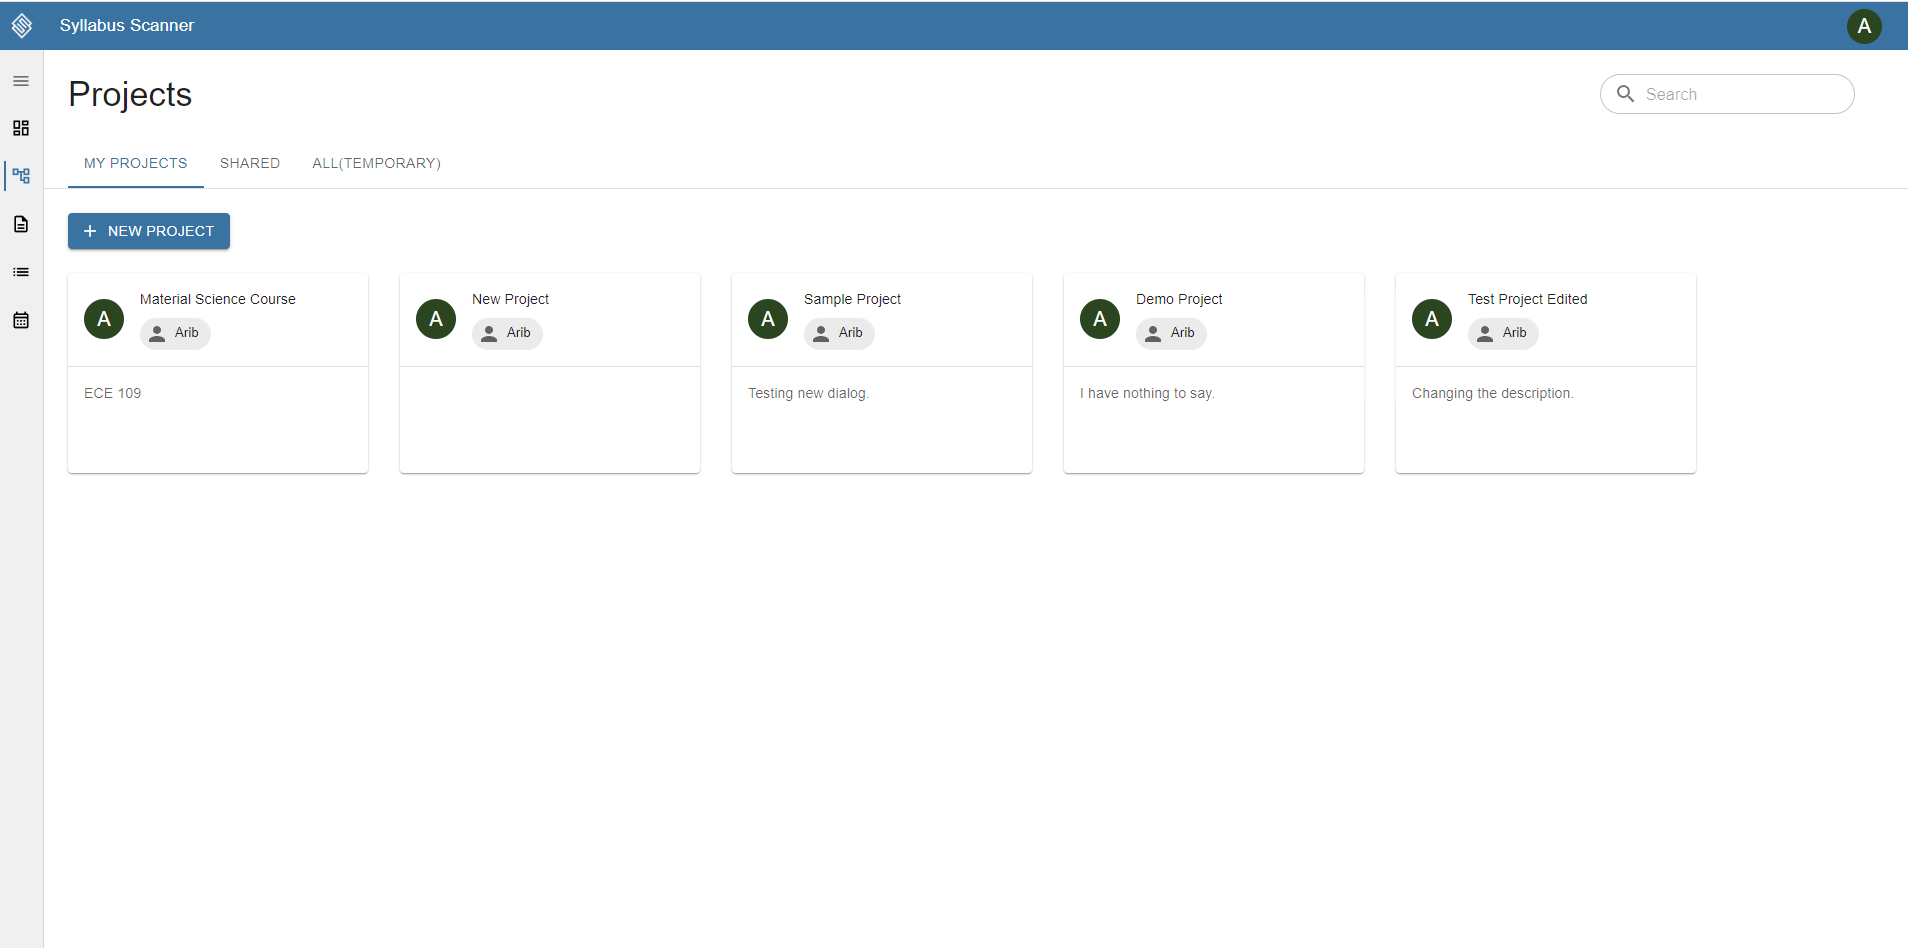 Syllabus Scanner
A
Projects
Search
MY PROJECTS
SHARED
ALL(TEMPORARY)
NEW PROJECT
A
Material Science Course
Arib
ECE 109
A
New Project
Arib
A
Sample Project
Arib
Testing new dialog.
A
Demo Project
Arib
I have nothing to say.
A
Test Project Edited
Arib
Changing the description.